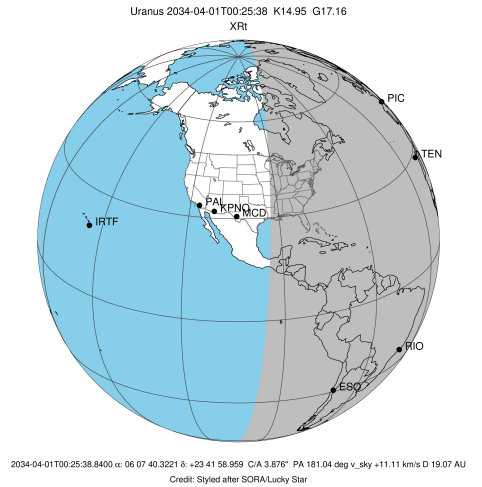 Uranus 2034-04-01T00:25:38 K14.95 G17.16
XRt
PIC
TEN
PAL
KPNO
MCD
IRTF
RIO
ESO
2034-04-01T00:25:38.8400 α: 06 07 40.3221 δ: +23 41 58.959 C/A 3.876" PA 181.04 deg v_sky +11.11 km/s D 19.07 AU
Credit: Styled after SORA/Lucky Star